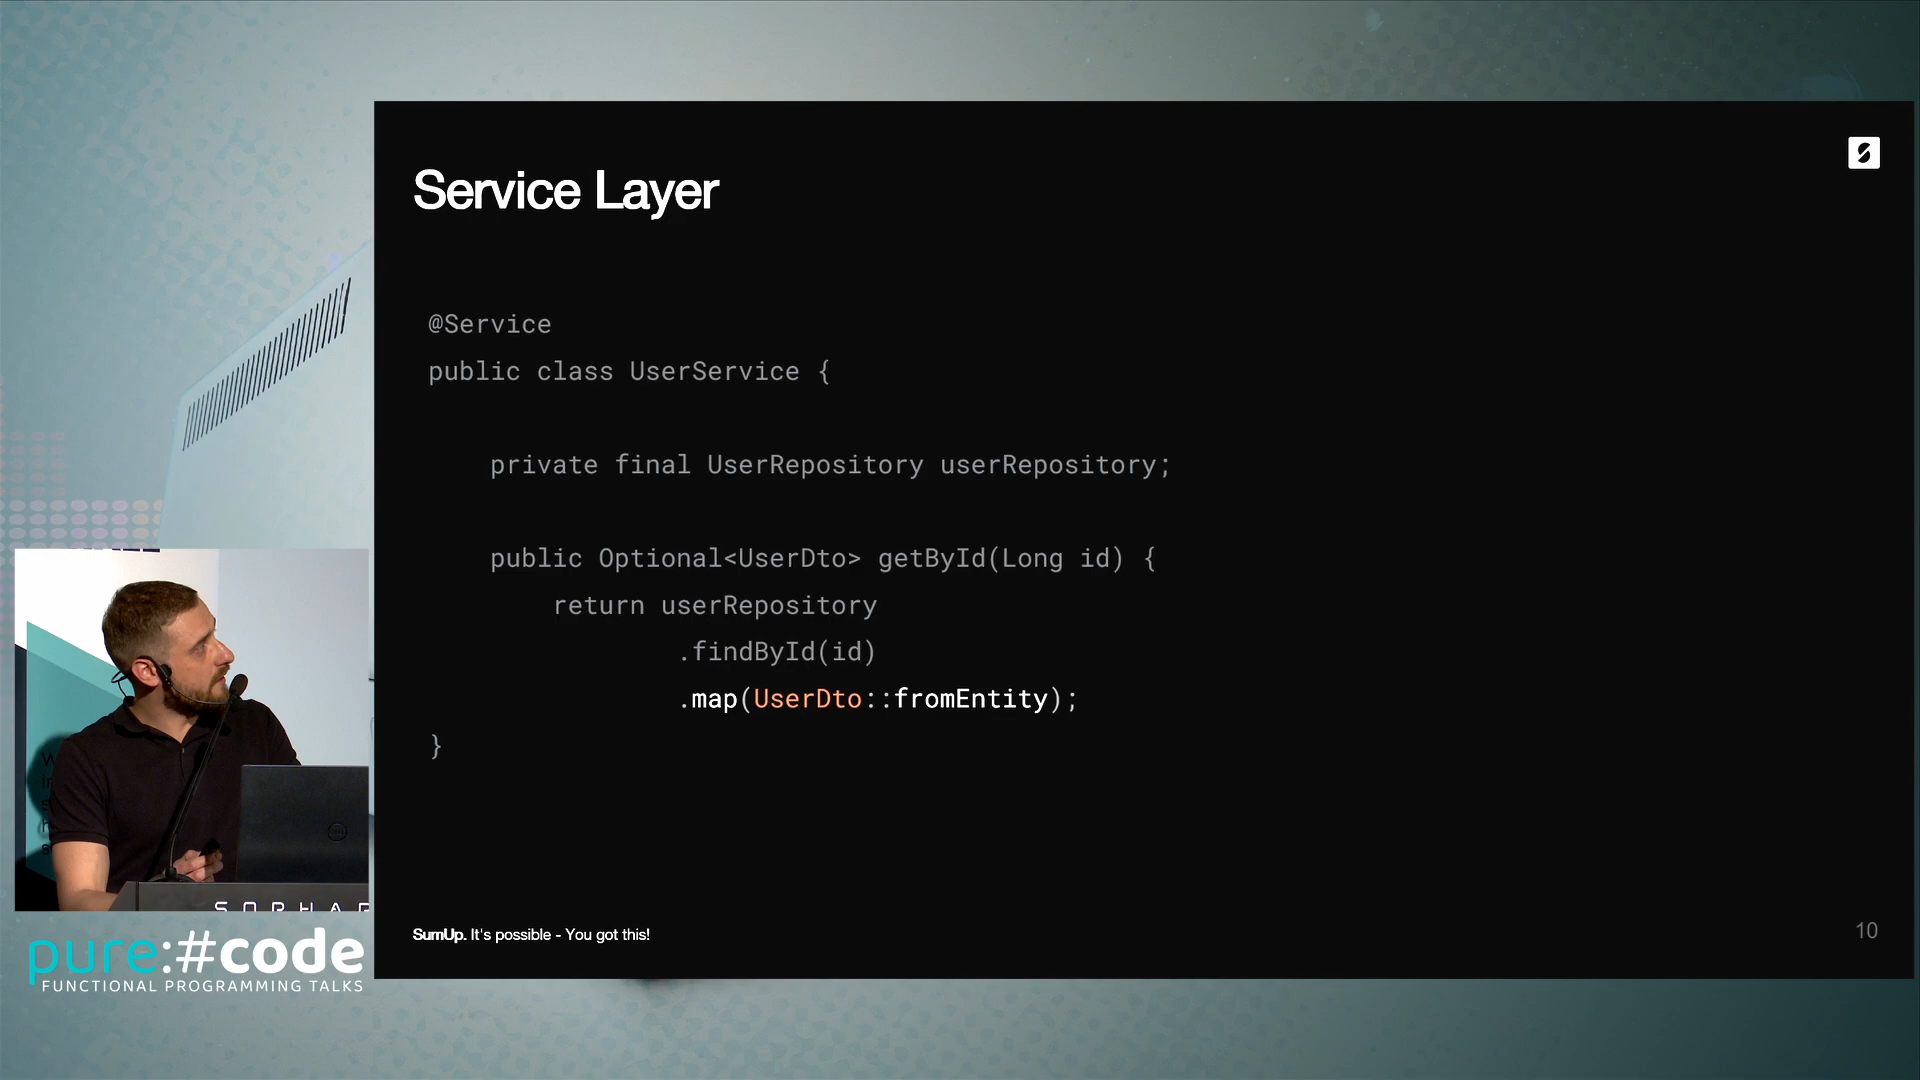 Service Layer
@Service
public class UserService {
private final UserRepository userRepository;
public Optional<UserDto> getById(Long id) {
return userRepository
.findById(id)
.map(UserDto::fromEntity);
}
SumUp. It's possible - You got this!
10
pure:#code
FUNCTIONAL PROGRAMMING TALKS